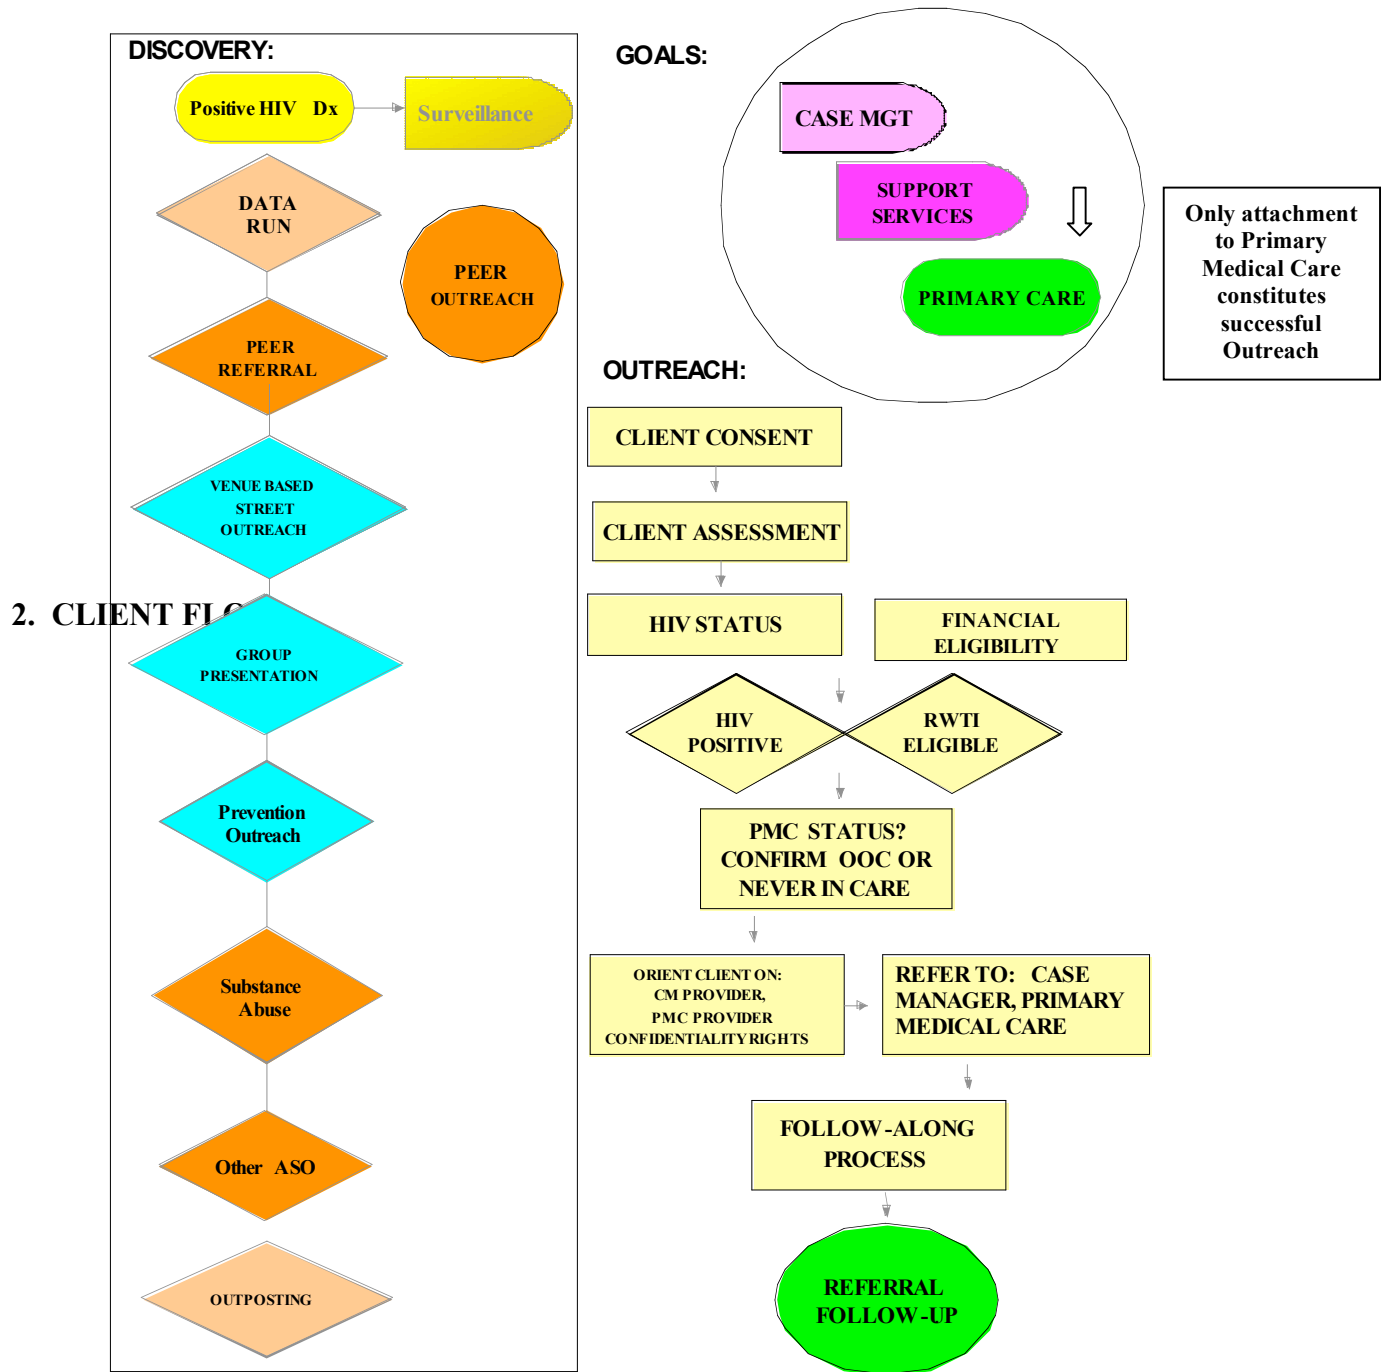 DISCOVERY:
Positive HIV Dx
Surveillance
DATA
RUN
PEER
OUTREACH
PEER
REFERRAL
VENUE BASED
STREET
OUTREACH
2. CLIENT FLO
GROUP
PRESENTATION
Prevention
Outreach
Substance
Abuse
Other ASO
OUTPOSTING
GOALS:
CASE MGT
SUPPORT
SERVICES
PRIMARY CARE
Only attachment
to Primary
Medical Care
constitutes
successful
Outreach
OUTREACH:
CLIENT CONSENT
CLIENT ASSESSMENT
HIV STATUS
FINANCIAL
ELIGIBILITY
HIV
POSITIVE
RWTI
ELIGIBLE
PMC STATUS?
CONFIRM OOC OR
NEVER IN CARE
ORIENT CLIENT ON:
CM PROVIDER,
PMC PROVIDER
CONFIDENTIALITY RIGHTS
REFER TO: CASE
MANAGER, PRIMARY
MEDICAL CARE
FOLLOW-ALONG
PROCESS
REFERRAL
FOLLOW-UP